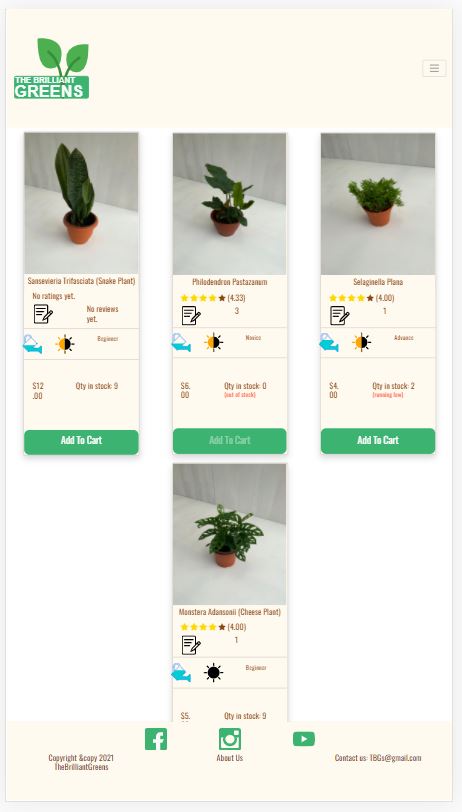 THE BRILLIANT
GREENS
Sansevieria Trifasciata (Snake Plant)
No ratings yet.
No reviews
yet.
Beginner
$12
.00
Qty in stock: 9
Add To Cart
Philodendron Pastazanum
(4.33)
3
Novice
$6.
00
Qty in stock: 0
(out of stock)
Add To Cart
Selaginella Plana
(4.00)
1
Advance
$4.
00
Qty in stock: 2
(running low)
Add To Cart
Monstera Adansonii (Cheese Plant)
(4.00)
1
Beginner
$5.
Qty in stock: 9
Copyright &copy 2021
TheBrilliantGreens
About Us
Contact us: TBGs@gmail.com